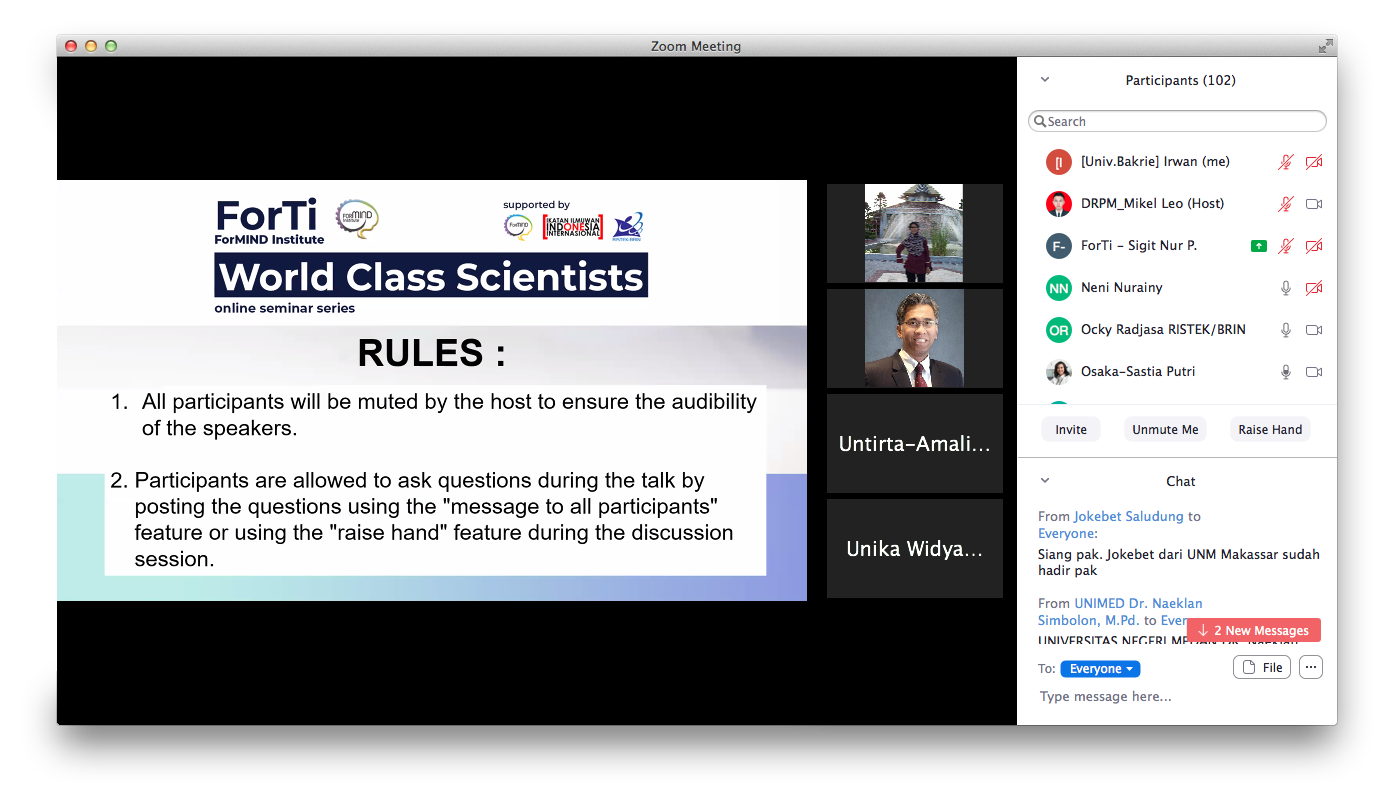 Zoom Meeting
ForTi
ForMIND Institute
ForMIND
Institute
supported by
ForMIND
IKATAN ILMUWAN
INDONESIA
INTERNASIONAL
World Class Scientists
online seminar series
RULES :
1. All participants will be muted by the host to ensure the audibility
of the speakers.
2. Participants are allowed to ask questions during the talk by
posting the questions using the "message to all participants"
feature or using the "raise hand" feature during the discussion
session.
Untirta-Amali...
Unika Widya...
Participants (102)
Search
[I
[Univ.Bakrie] Irwan (me)
DRPM_Mikel Leo (Host)
F-
ForTi - Sigit Nur P.
NN
Neni Nurainy
OR
Ocky Radjasa RISTEK/BRIN
Osaka-Sastia Putri
Invite
Unmute Me
Raise Hand
Chat
From Jokebet Saludung to
Everyone:
Siang pak. Jokebet dari UNM Makassar sudah
hadir pak
From UNIMED Dr. Naeklan
Simbolon, M.Pd. to Ever
2 New Messages
UNIVERSITAS NEGERI MEDAN Dr. Naeklan
To: Everyone
File
...
Type message here...